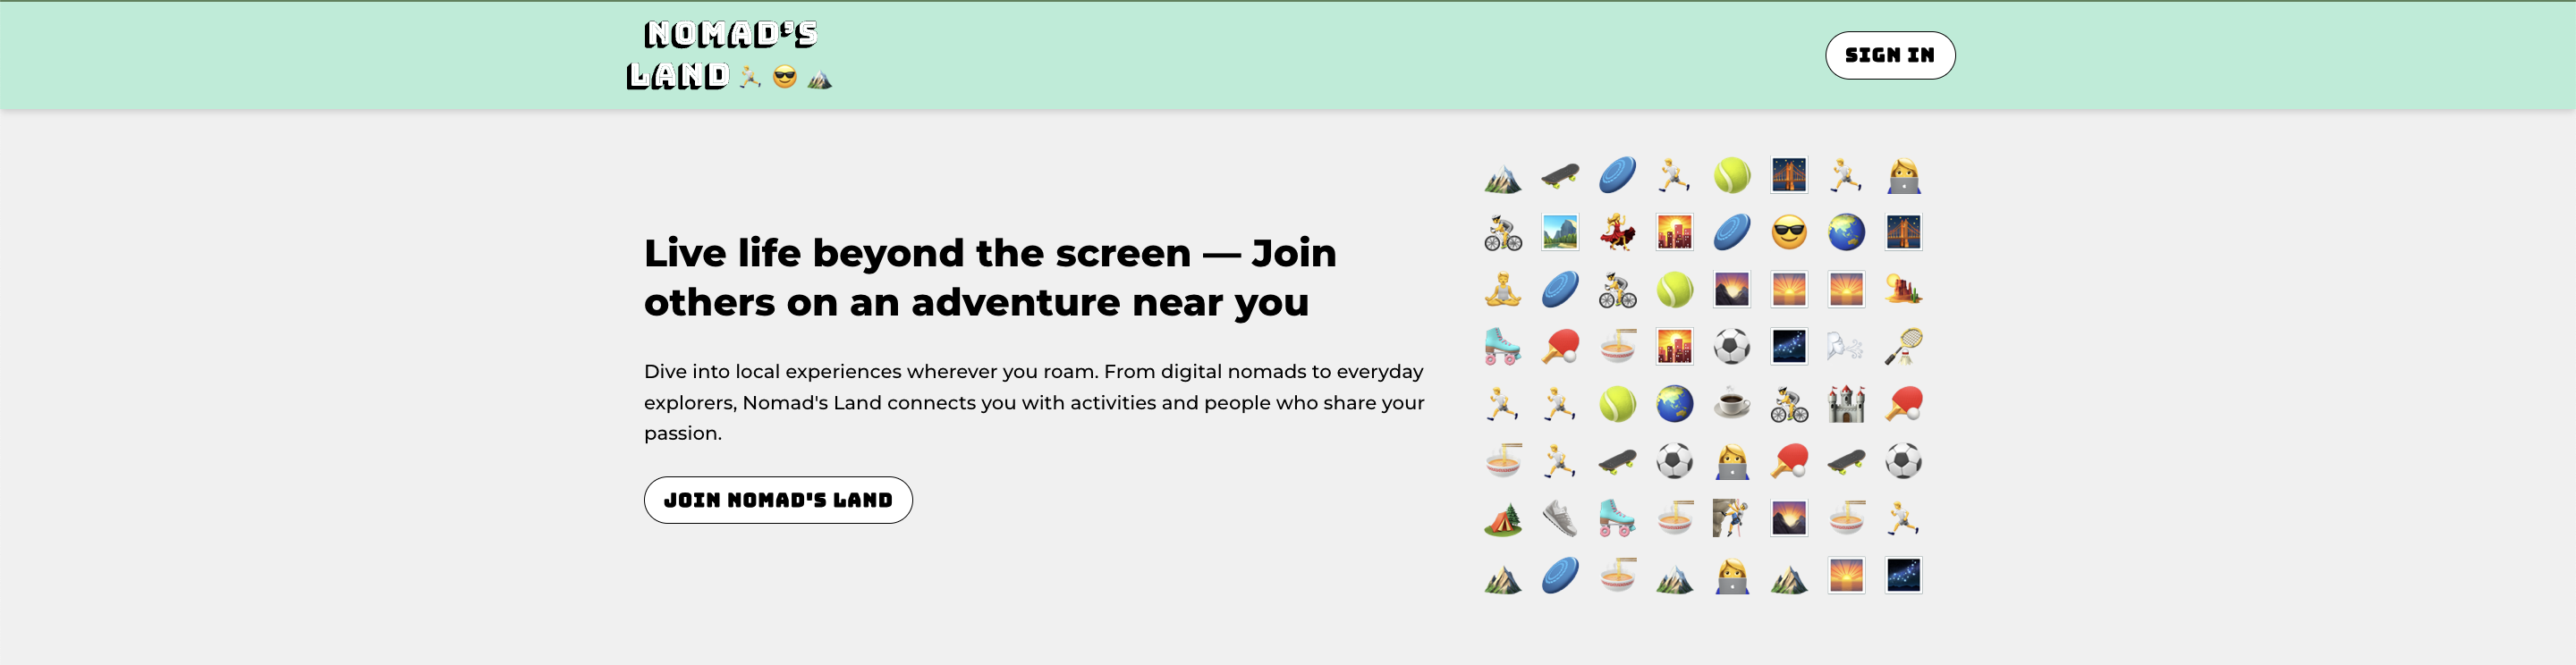 NOMAD'S
LAND
SIGN IN
Live life beyond the screen — Join
others on an adventure near you
Dive into local experiences wherever you roam. From digital nomads to everyday
explorers, Nomad's Land connects you with activities and people who share your
passion.
JOIN NOMAD'S LAND